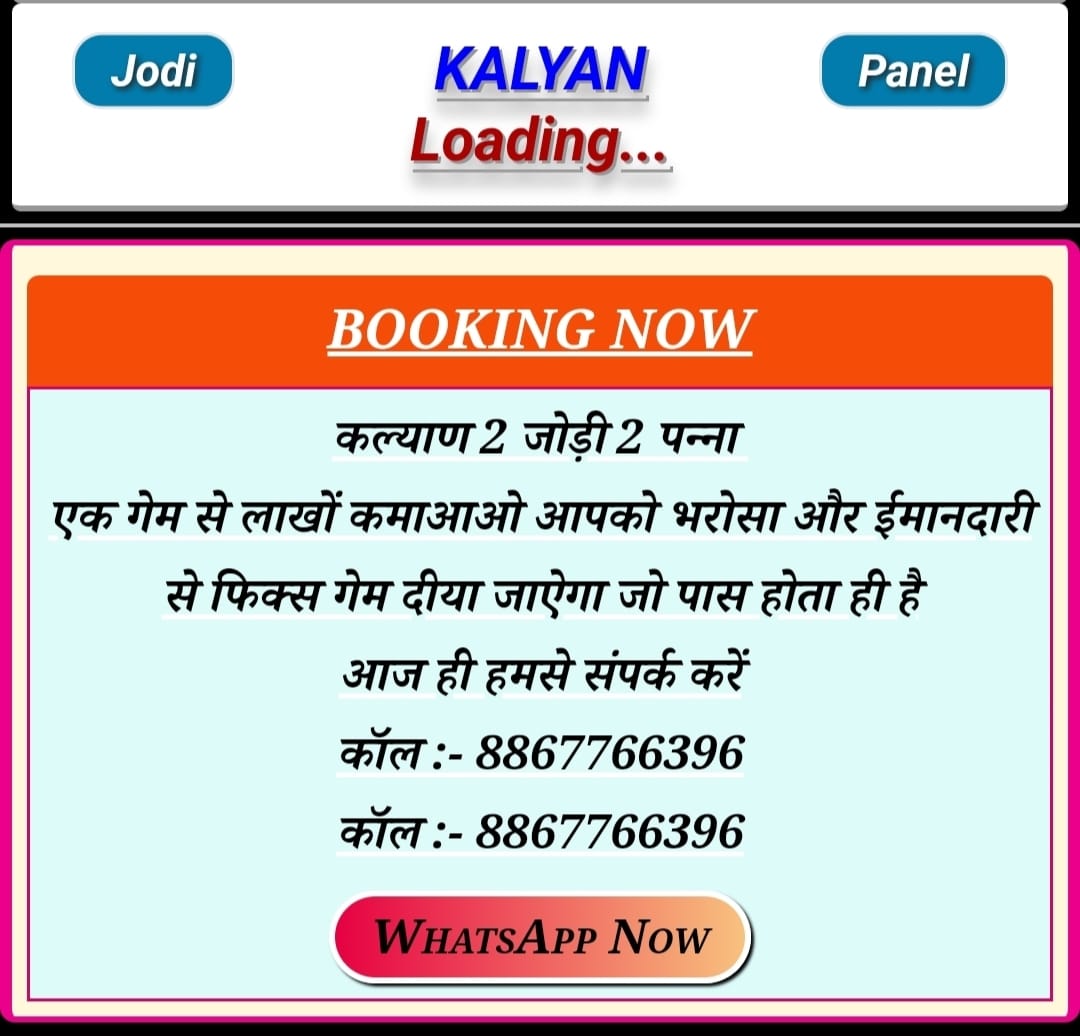 Jodi
KALYAN
Panel
Loading...
BOOKING NOW
कल्याण 2 जोड़ी 2 पन्ना
एक गेम से लाखों कमाआओ आपको भरोसा और ईमानदारी
से फिक्स गेम दीया जाऐगा जो पास होता ही है
आज ही हमसे संपर्क करें
कॉल :- 8867766396
कॉल :- 8867766396
WHATSAPP NOW